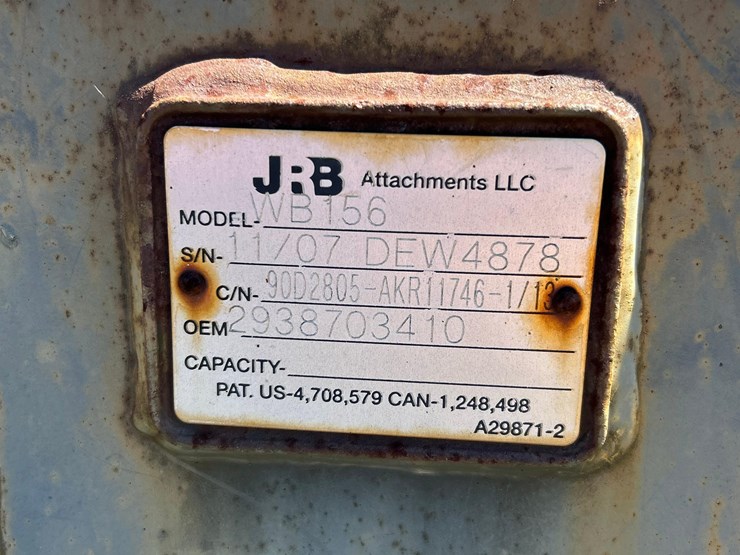 JRB Attachments LLC
MODEL- WB156
S/N- 11/07 DEW4878
C/N- 90D2805-AKR11746-1/13
OEM 2938703410
CAPACITY-
PAT. US-4,708,579 CAN-1,248,498
A29871-2